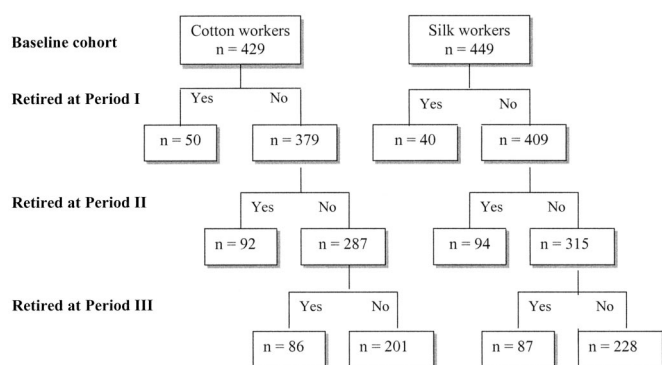 Baseline cohort
Cotton workers
n = 429
Silk workers
n = 449
Retired at Period I
Yes No
Yes No
n = 50
n = 379
n = 40
n = 409
Retired at Period II
Yes No
Yes No
n = 92
n = 287
n = 94
n = 315
Retired at Period III
Yes No
Yes No
n = 86
n = 201
n = 87
n = 228